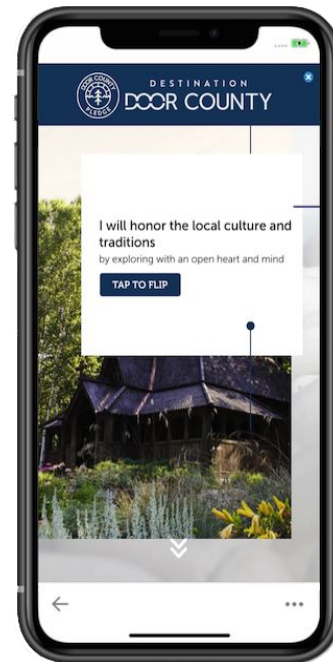 DOOR COUNTY
PLEDGE
DESTINATION
DOOR COUNTY
I will honor the local culture and
traditions
by exploring with an open heart and mind
TAP TO FLIP